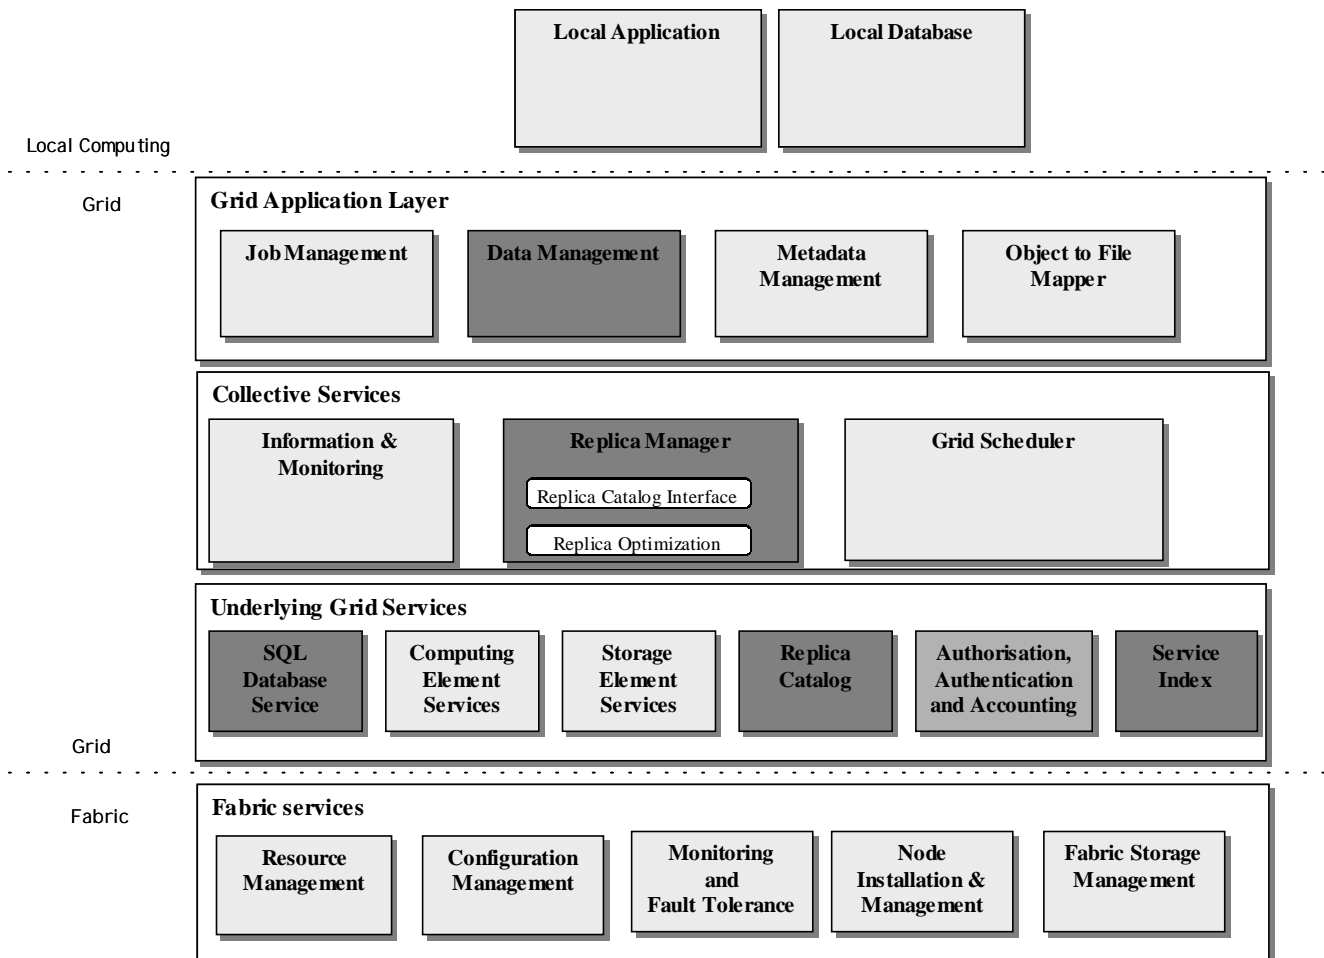 Local Application
Local Database
Local Computing
Grid
Grid Application Layer
Job Management
Data Management
Metadata
Management
Object to File
Mapper
Collective Services
Information &
Monitoring
Replica Manager
Replica Catalog Interface
Replica Optimization
Grid Scheduler
Underlying Grid Services
SQL
Database
Service
Computing
Element
Services
Storage
Element
Services
Replica
Catalog
Authorisation,
Authentication
and Accounting
Service
Index
Grid
Fabric
Fabric services
Resource
Management
Configuration
Management
Monitoring
and
Fault Tolerance
Node
Installation &
Management
Fabric Storage
Management